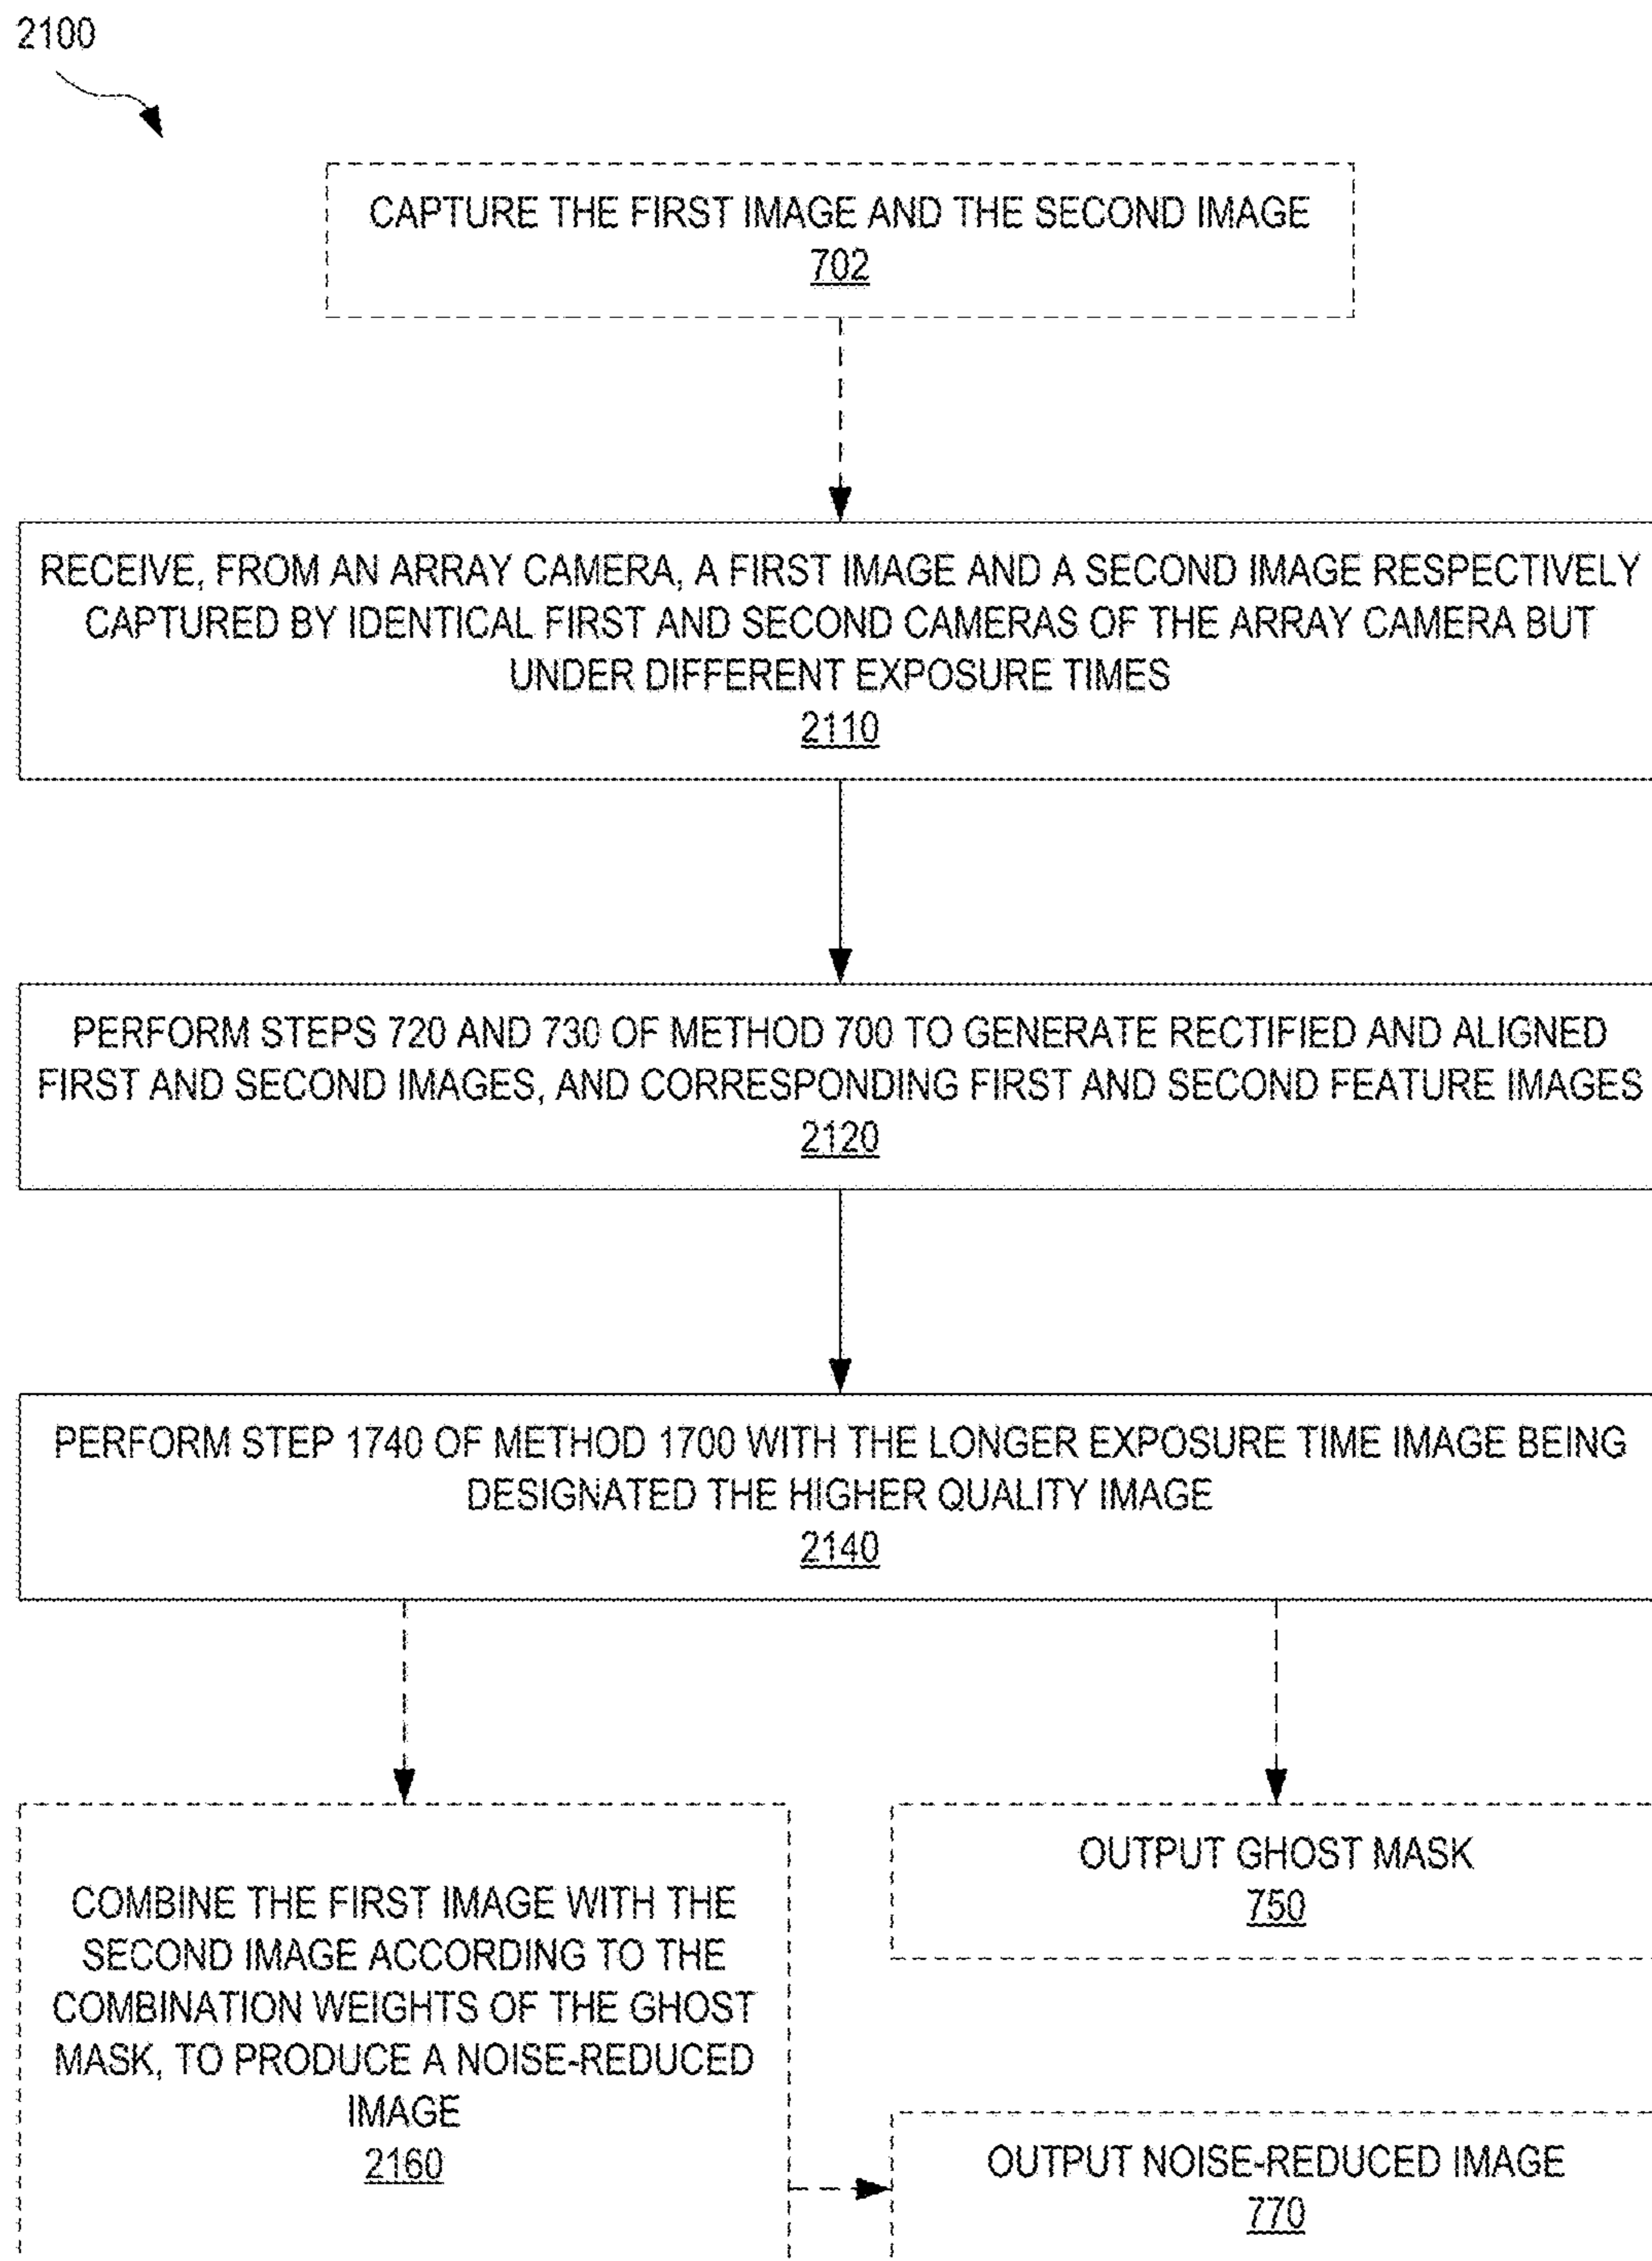 2100
CAPTURE THE FIRST IMAGE AND THE SECOND IMAGE
702
RECEIVE, FROM AN ARRAY CAMERA, A FIRST IMAGE AND A SECOND IMAGE RESPECTIVELY
CAPTURED BY IDENTICAL FIRST AND SECOND CAMERAS OF THE ARRAY CAMERA BUT
UNDER DIFFERENT EXPOSURE TIMES
2110
PERFORM STEPS 720 AND 730 OF METHOD 700 TO GENERATE RECTIFIED AND ALIGNED
FIRST AND SECOND IMAGES, AND CORRESPONDING FIRST AND SECOND FEATURE IMAGES
2120
PERFORM STEP 1740 OF METHOD 1700 WITH THE LONGER EXPOSURE TIME IMAGE BEING
DESIGNATED THE HIGHER QUALITY IMAGE
2140
COMBINE THE FIRST IMAGE WITH THE
SECOND IMAGE ACCORDING TO THE
COMBINATION WEIGHTS OF THE GHOST
MASK, TO PRODUCE A NOISE-REDUCED
IMAGE
2160
OUTPUT GHOST MASK
750
OUTPUT NOISE-REDUCED IMAGE
770